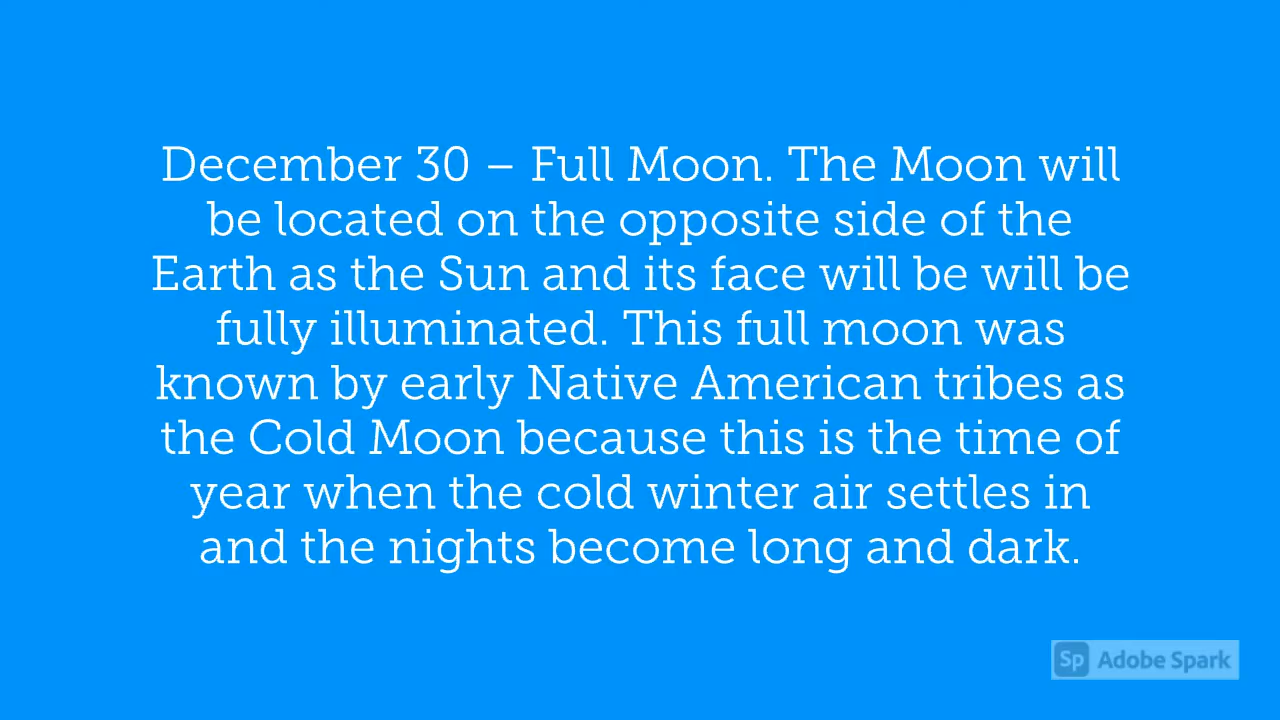 December 30 – Full Moon. The Moon will
be located on the opposite side of the
Earth as the Sun and its face will be will be
fully illuminated. This full moon was
known by early Native American tribes as
the Cold Moon because this is the time of
year when the cold winter air settles in
and the nights become long and dark.
Sp Adobe Spark